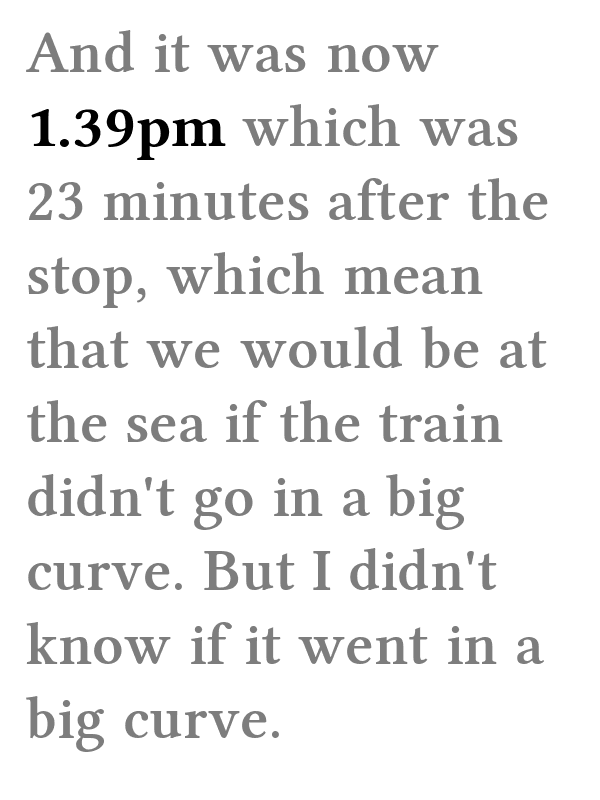 And it was now
1.39pm which was
23 minutes after the
stop, which mean
that we would be at
the sea if the train
didn't go in a big
curve. But I didn't
know if it went in a
big curve.